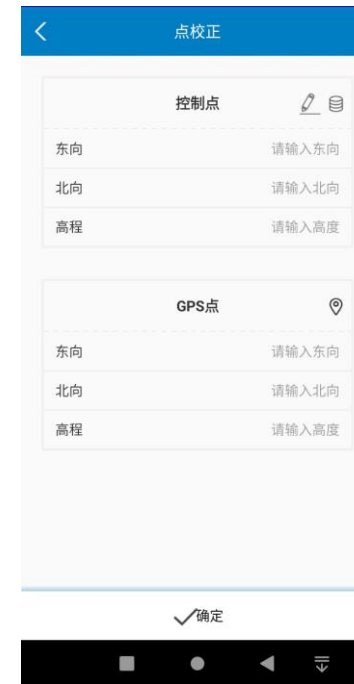 点校正
控制点
东向 请输入东向
北向 请输入北向
高程 请输入高度
GPS点
东向 请输入东向
北向 请输入北向
高程 请输入高度
确定